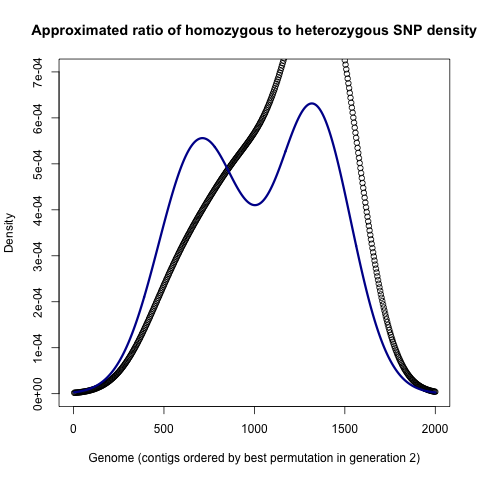 Approximated ratio of homozygous to heterozygous SNP density
7e-04
6e-04
5e-04
4e-04
3e-04
2e-04
1e-04
0e+00
Density
0 500 1000 1500 2000
Genome (contigs ordered by best permutation in generation 2)